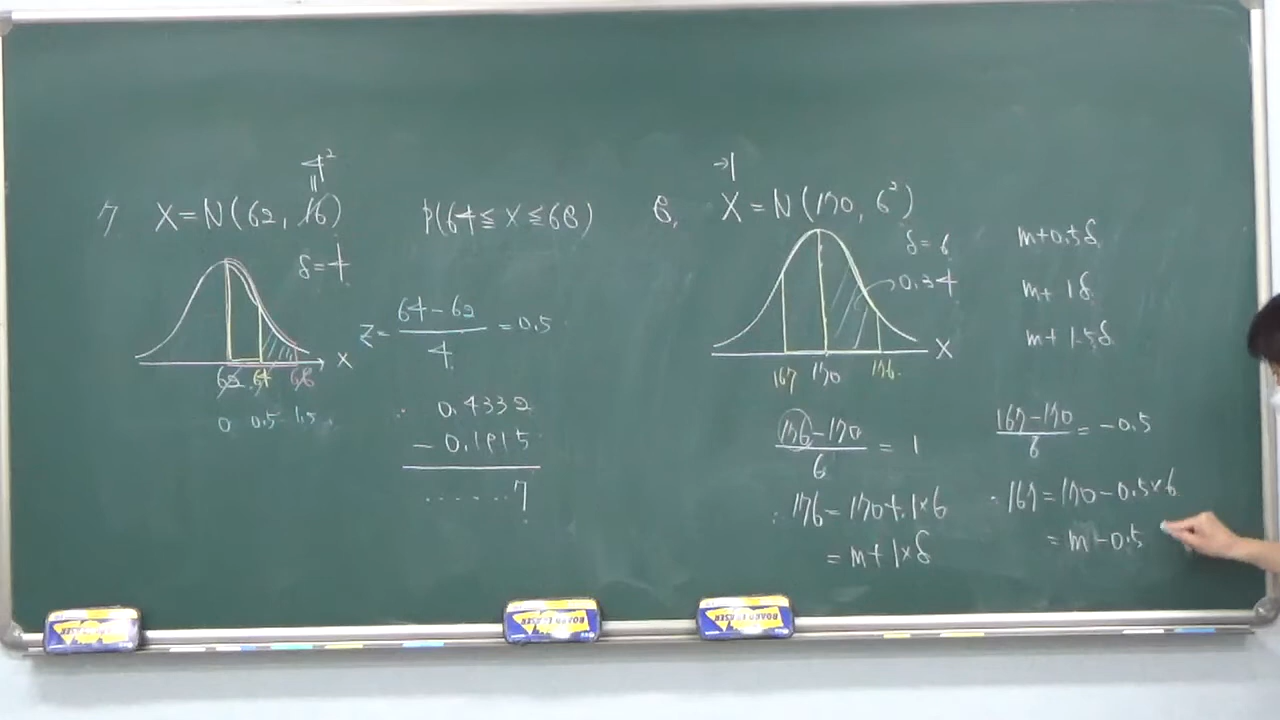 4²
||
7. X=N(62, 16)
P(64≦x≦68)
δ=4
X
62 64 68
0 0.5 1.5
Z= 64-62 / 4 =0.5
∴ 0.4332
-0.1915
......7
→1
8. X=N(170, 6²)
δ=6
0.34
X
167 170 176
m+0.5δ
m+1δ
m+1.5δ
176-170 / 6 = 1
∴ 176=170+1×6
=m+1×δ
167-170 / 6 = -0.5
∴ 167=170-0.5×6
=m-0.5
BOARD ERASER
BOARD ERASER
BOARD ERASER